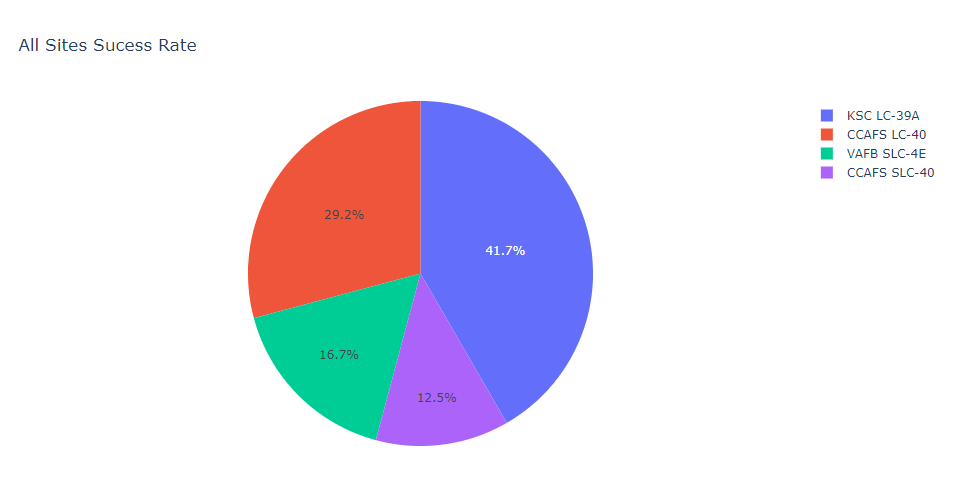 All Sites Sucess Rate
KSC LC-39A
CCAFS LC-40
VAFB SLC-4E
CCAFS SLC-40
29.2%
41.7%
16.7%
12.5%